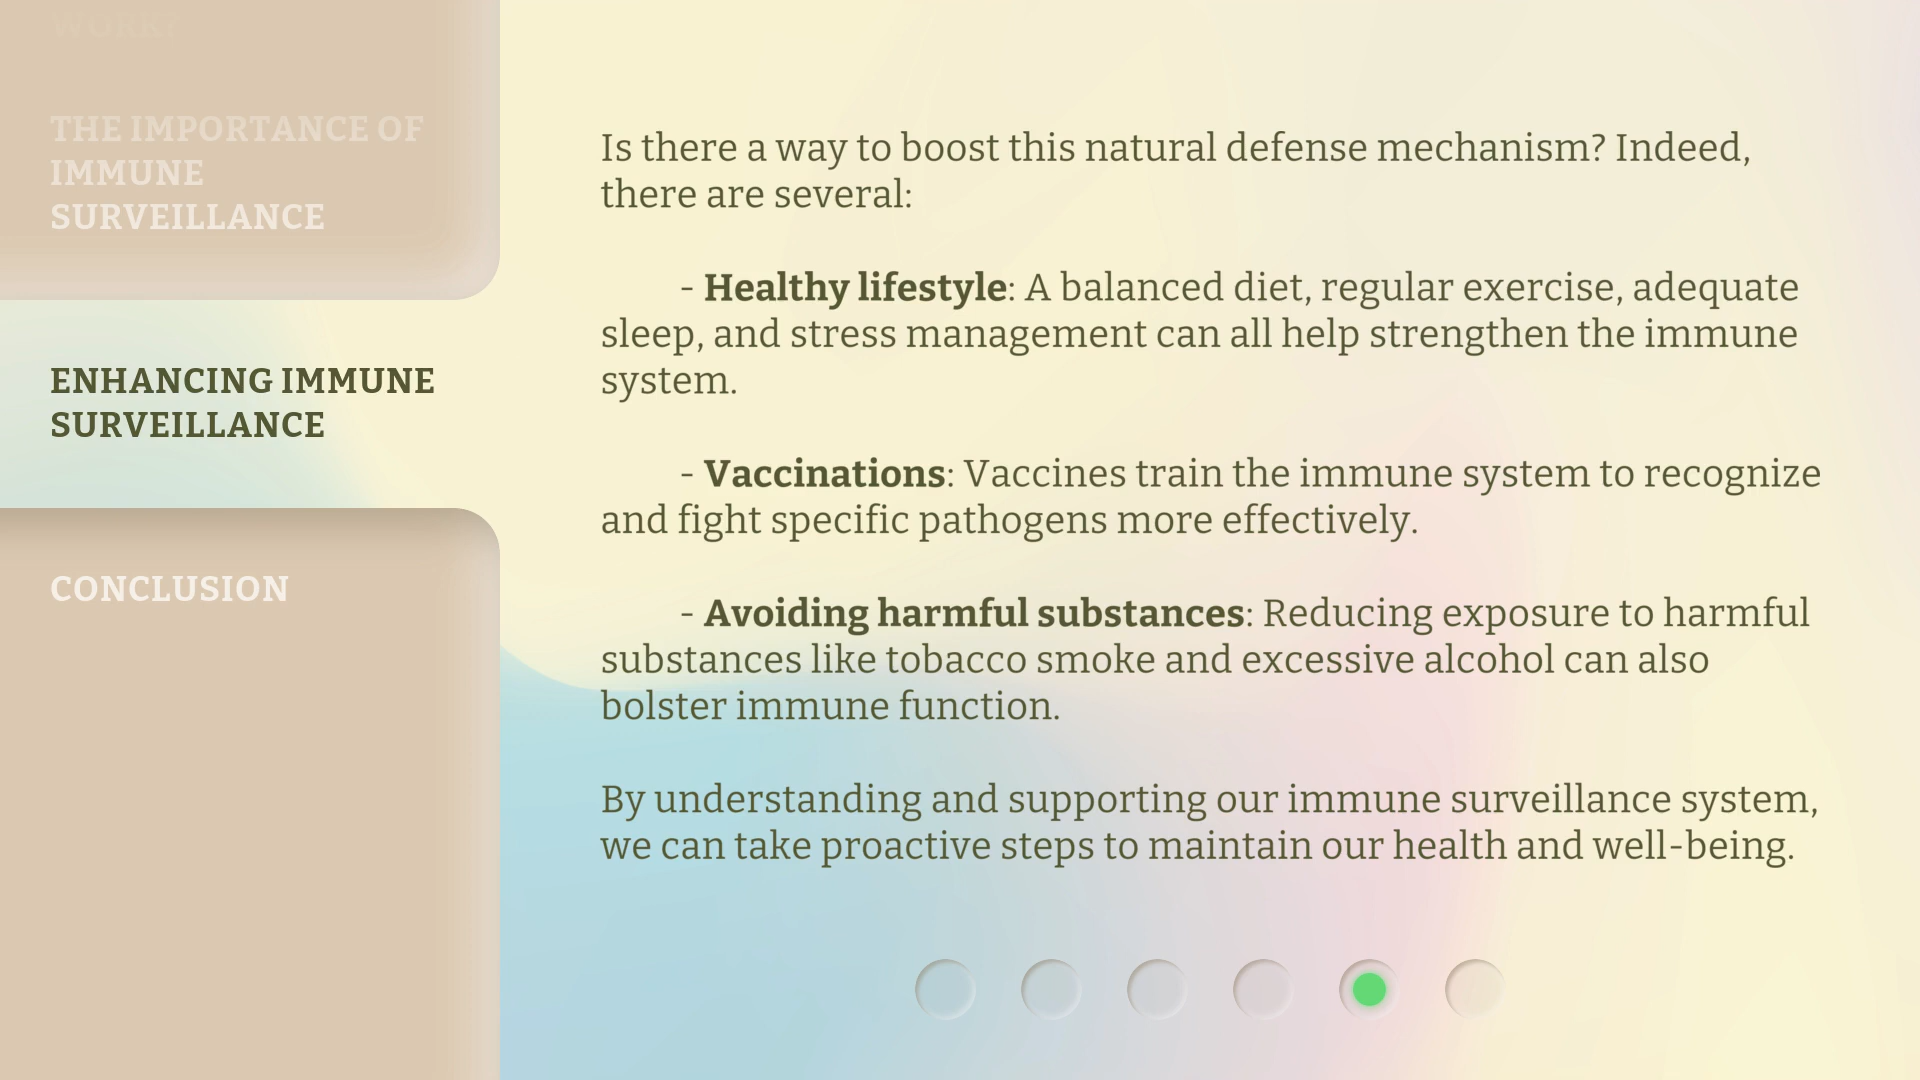 WORK?
THE IMPORTANCE OF
IMMUNE
SURVEILLANCE
ENHANCING IMMUNE
SURVEILLANCE
CONCLUSION
Is there a way to boost this natural defense mechanism? Indeed,
there are several:
- Healthy lifestyle: A balanced diet, regular exercise, adequate
sleep, and stress management can all help strengthen the immune
system.
- Vaccinations: Vaccines train the immune system to recognize
and fight specific pathogens more effectively.
- Avoiding harmful substances: Reducing exposure to harmful
substances like tobacco smoke and excessive alcohol can also
bolster immune function.
By understanding and supporting our immune surveillance system,
we can take proactive steps to maintain our health and well-being.